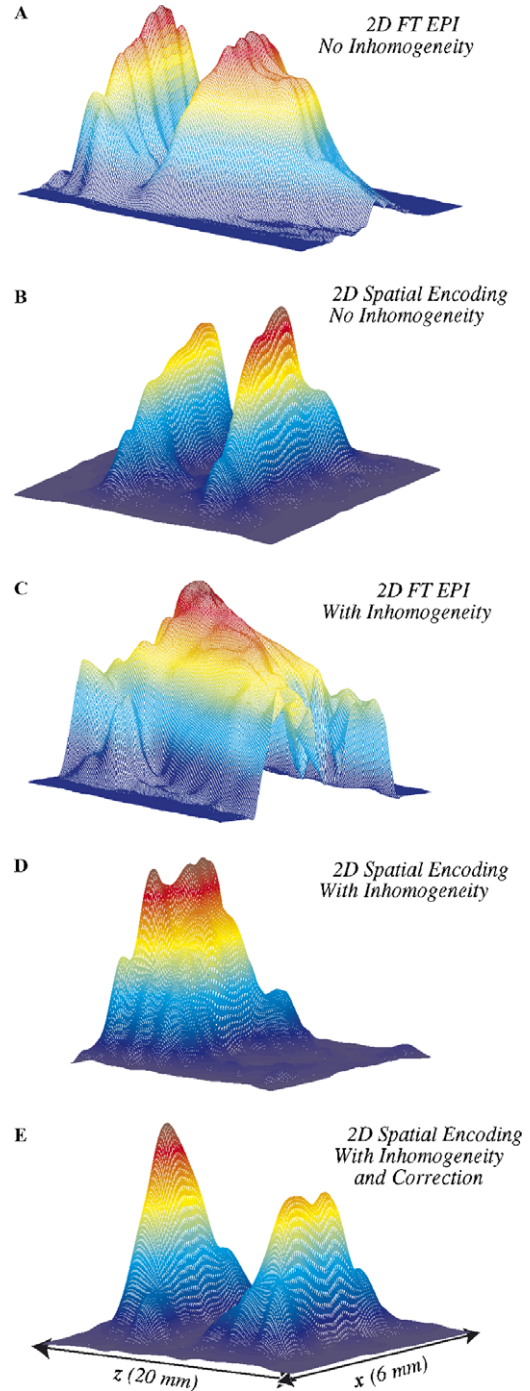 A
2D FT EPI
No Inhomogeneity
B
2D Spatial Encoding
No Inhomogeneity
C
2D FT EPI
With Inhomogeneity
D
2D Spatial Encoding
With Inhomogeneity
E
2D Spatial Encoding
With Inhomogeneity
and Correction
z (20 mm)
x (6 mm)